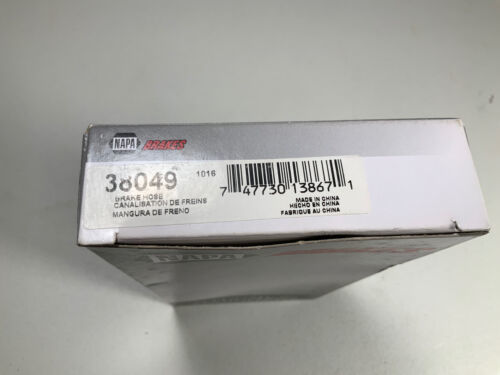 NAPA BRAKES
38049 1016
BRAKE HOSE
CANALISATION DE FREINS
MANGURA DE FRENO
7 47730 13867 1
MADE IN CHINA
HECHO EN CHINA
FABRIQUE AU CHINA
NAPA